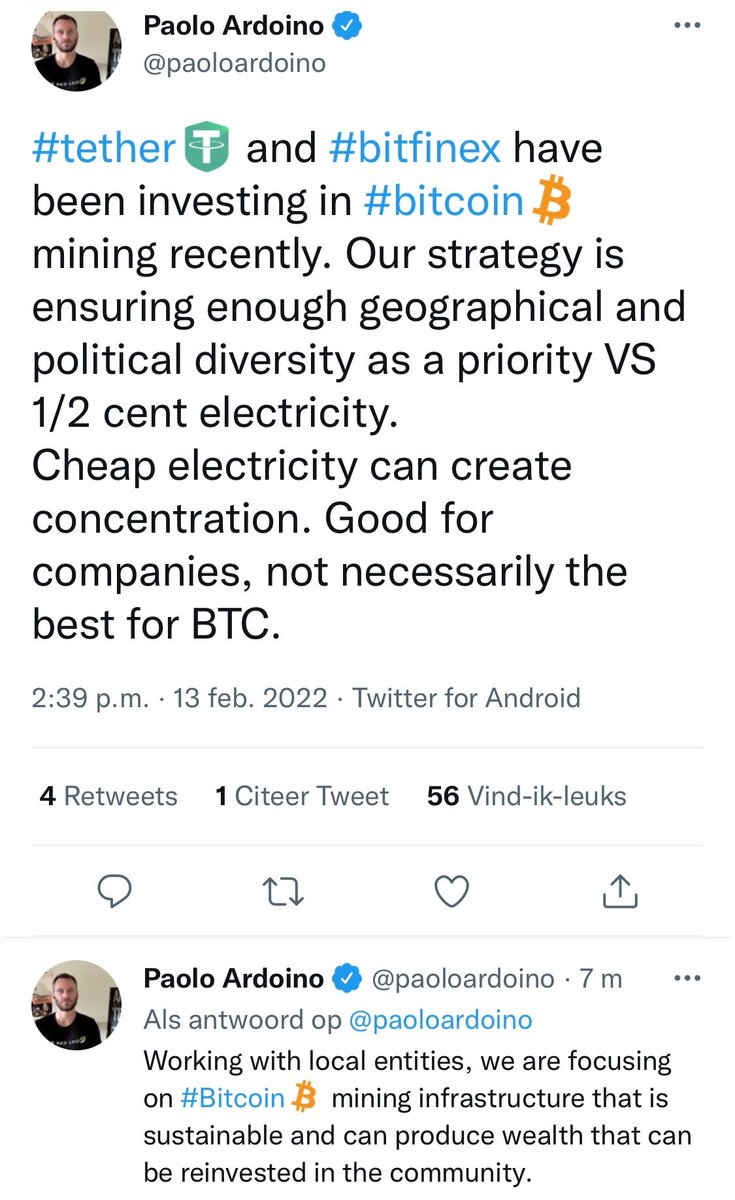 Paolo Ardoino
@paoloardoino
#tether and #bitfinex have
been investing in #bitcoin
mining recently. Our strategy is
ensuring enough geographical and
political diversity as a priority VS
1/2 cent electricity.
Cheap electricity can create
concentration. Good for
companies, not necessarily the
best for BTC.
2:39 p.m. · 13 feb. 2022 · Twitter for Android
4 Retweets 1 Citeer Tweet 56 Vind-ik-leuks
Paolo Ardoino @paoloardoino · 7 m
Als antwoord op @paoloardoino
Working with local entities, we are focusing
on #Bitcoin mining infrastructure that is
sustainable and can produce wealth that can
be reinvested in the community.